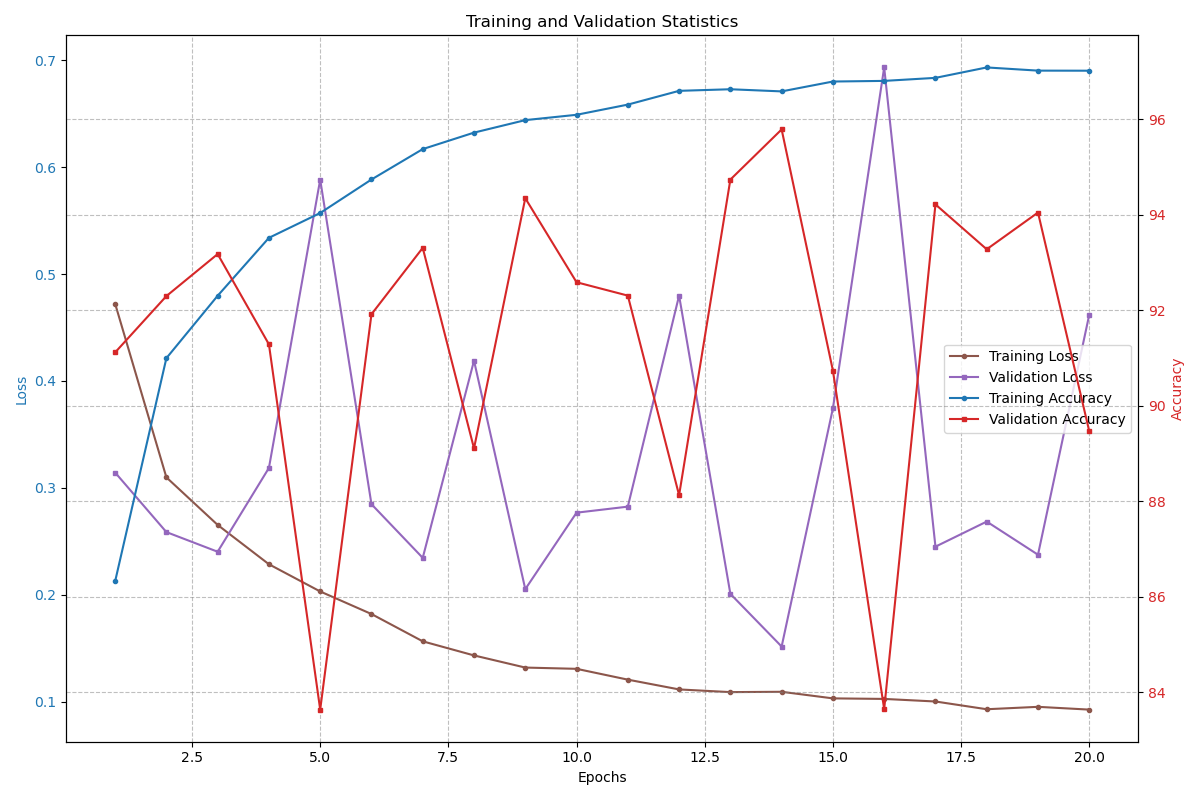 Training and Validation Statistics
0.7
0.6
0.5
0.4
0.3
0.2
0.1
Loss
96
94
92
90
88
86
84
Accuracy
Training Loss
Validation Loss
Training Accuracy
Validation Accuracy
2.5 5.0 7.5 10.0 12.5 15.0 17.5 20.0
Epochs